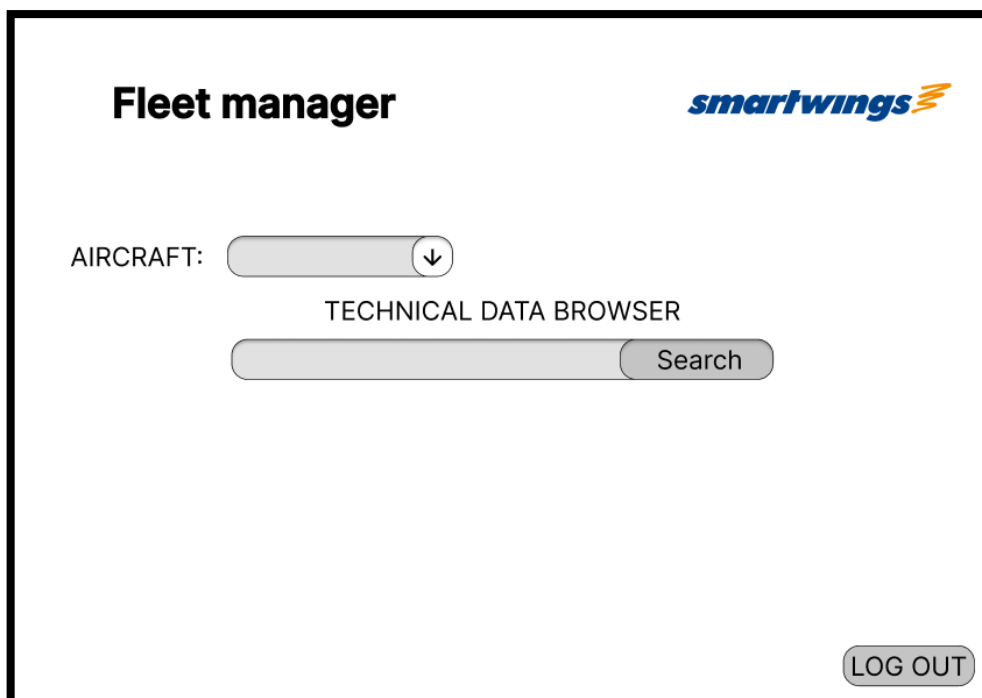 Fleet manager
smartwings
AIRCRAFT:
TECHNICAL DATA BROWSER
Search
LOG OUT